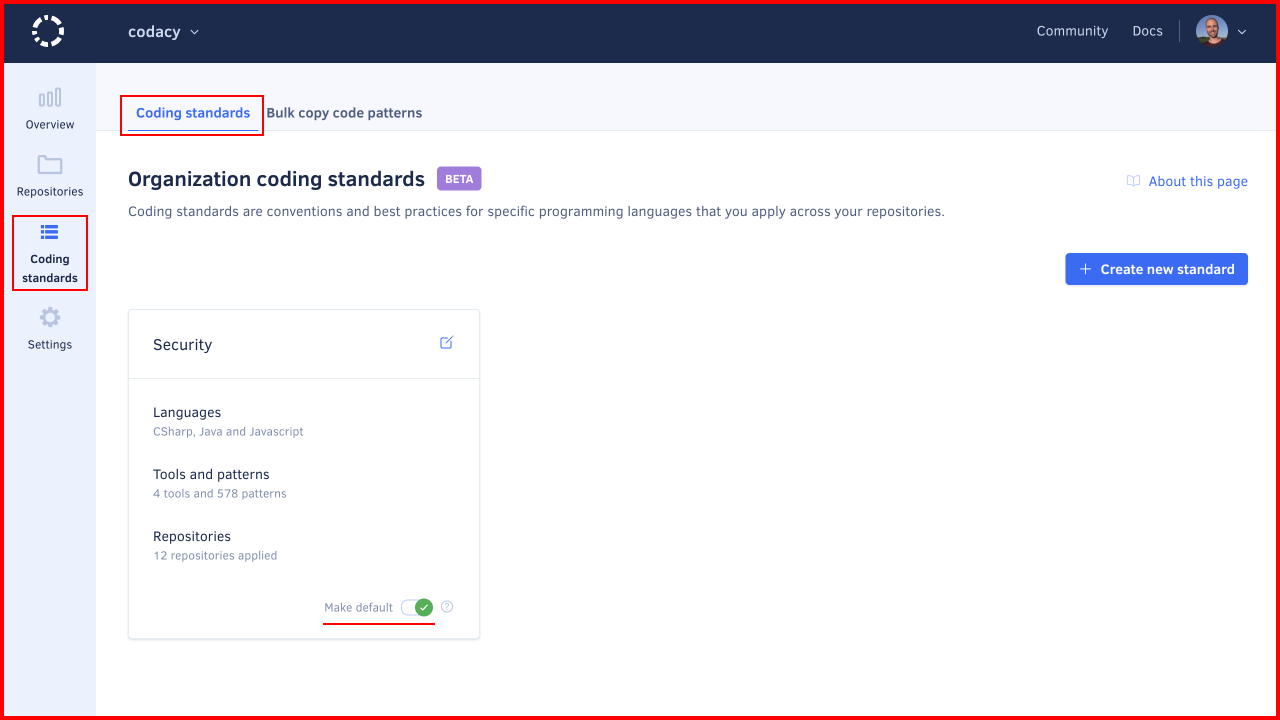 codacy
Community
Docs
Overview
Repositories
Coding
standards
Settings
Coding standards
Bulk copy code patterns
Organization coding standards
BETA
About this page
Coding standards are conventions and best practices for specific programming languages that you apply across your repositories.
Create new standard
Security
Languages
CSharp, Java and Javascript
Tools and patterns
4 tools and 578 patterns
Repositories
12 repositories applied
Make default